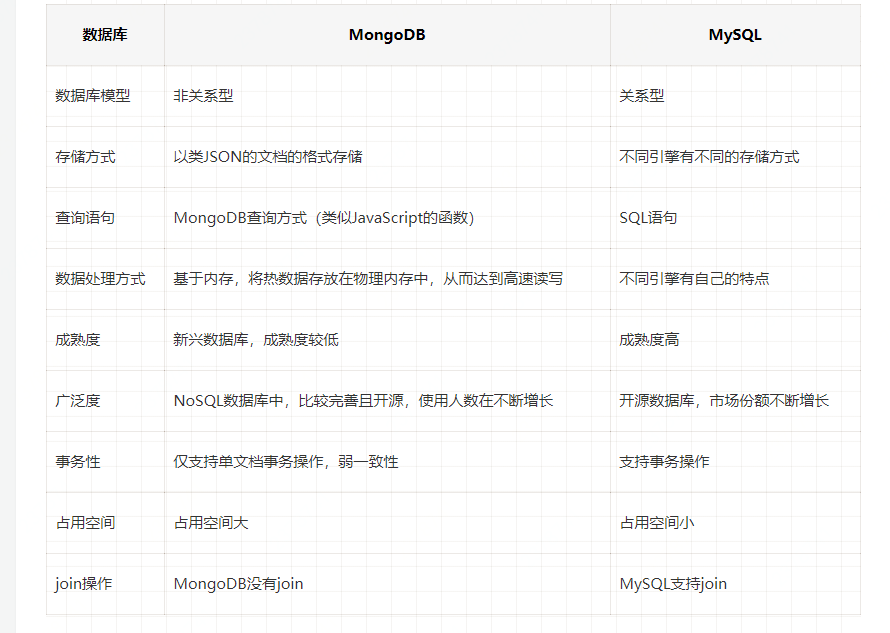 数据库 MongoDB MySQL
数据库模型 非关系型 关系型
存储方式 以类JSON的文档的格式存储 不同引擎有不同的存储方式
查询语句 MongoDB查询方式（类似JavaScript的函数） SQL语句
数据处理方式 基于内存，将热数据存放在物理内存中，从而达到高速读写 不同引擎有自己的特点
成熟度 新兴数据库，成熟度较低 成熟度高
广泛度 NoSQL数据库中，比较完善且开源，使用人数在不断增长 开源数据库，市场份额不断增长
事务性 仅支持单文档事务操作，弱一致性 支持事务操作
占用空间 占用空间大 占用空间小
join操作 MongoDB没有join MySQL支持join